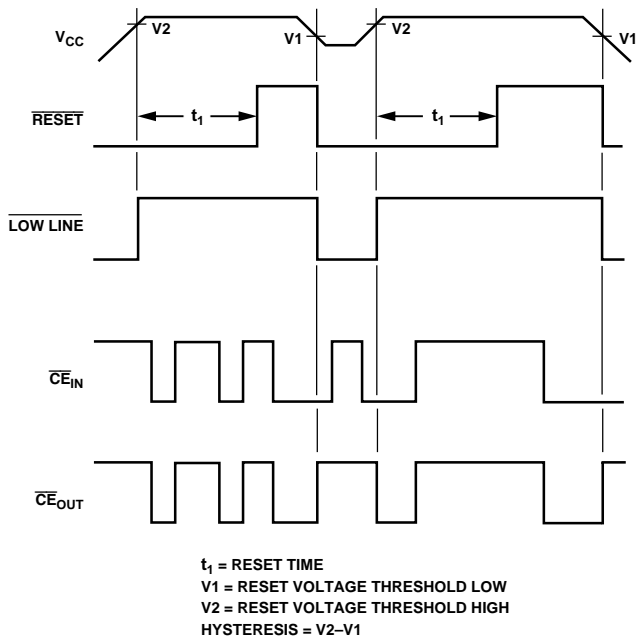 V2 V2
VCC V1 V1
RESET t1 t1
LOW LINE
CEIN
CEOUT
t1 = RESET TIME
V1 = RESET VOLTAGE THRESHOLD LOW
V2 = RESET VOLTAGE THRESHOLD HIGH
HYSTERESIS = V2–V1